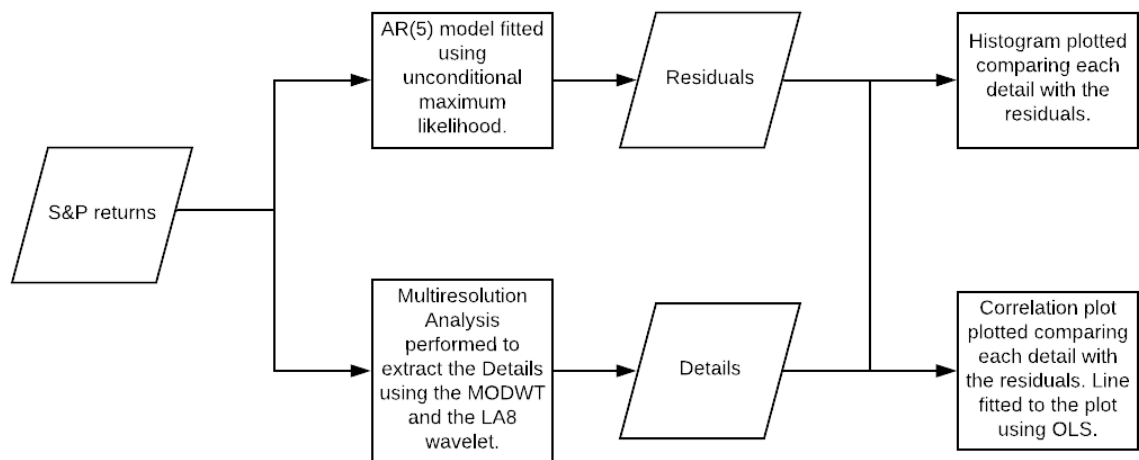 S&P returns
AR(5) model fitted
using
unconditional
maximum
likelihood.
Residuals
Histogram plotted
comparing each
detail with the
residuals.
Multiresolution
Analysis
performed to
extract the Details
using the MODWT
and the LA8
wavelet.
Details
Correlation plot
plotted comparing
each detail with
the residuals. Line
fitted to the plot
using OLS.